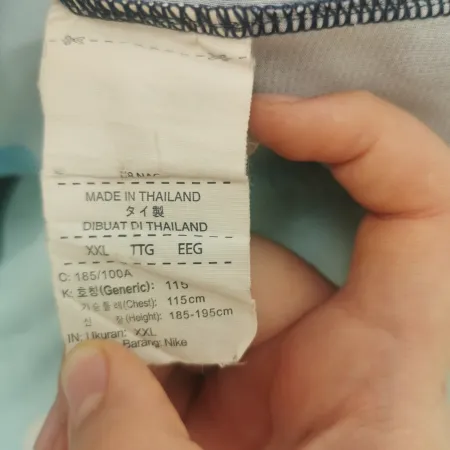 MADE IN THAILAND
タイ製
DIBUAT DI THAILAND
XXL TTG EEG
C: 185/100A
K: 호칭(Generic): 115
가슴둘레(Chest): 115cm
신 장(Height): 185-195cm
IN: Ukuran: XXL
Barang: Nike